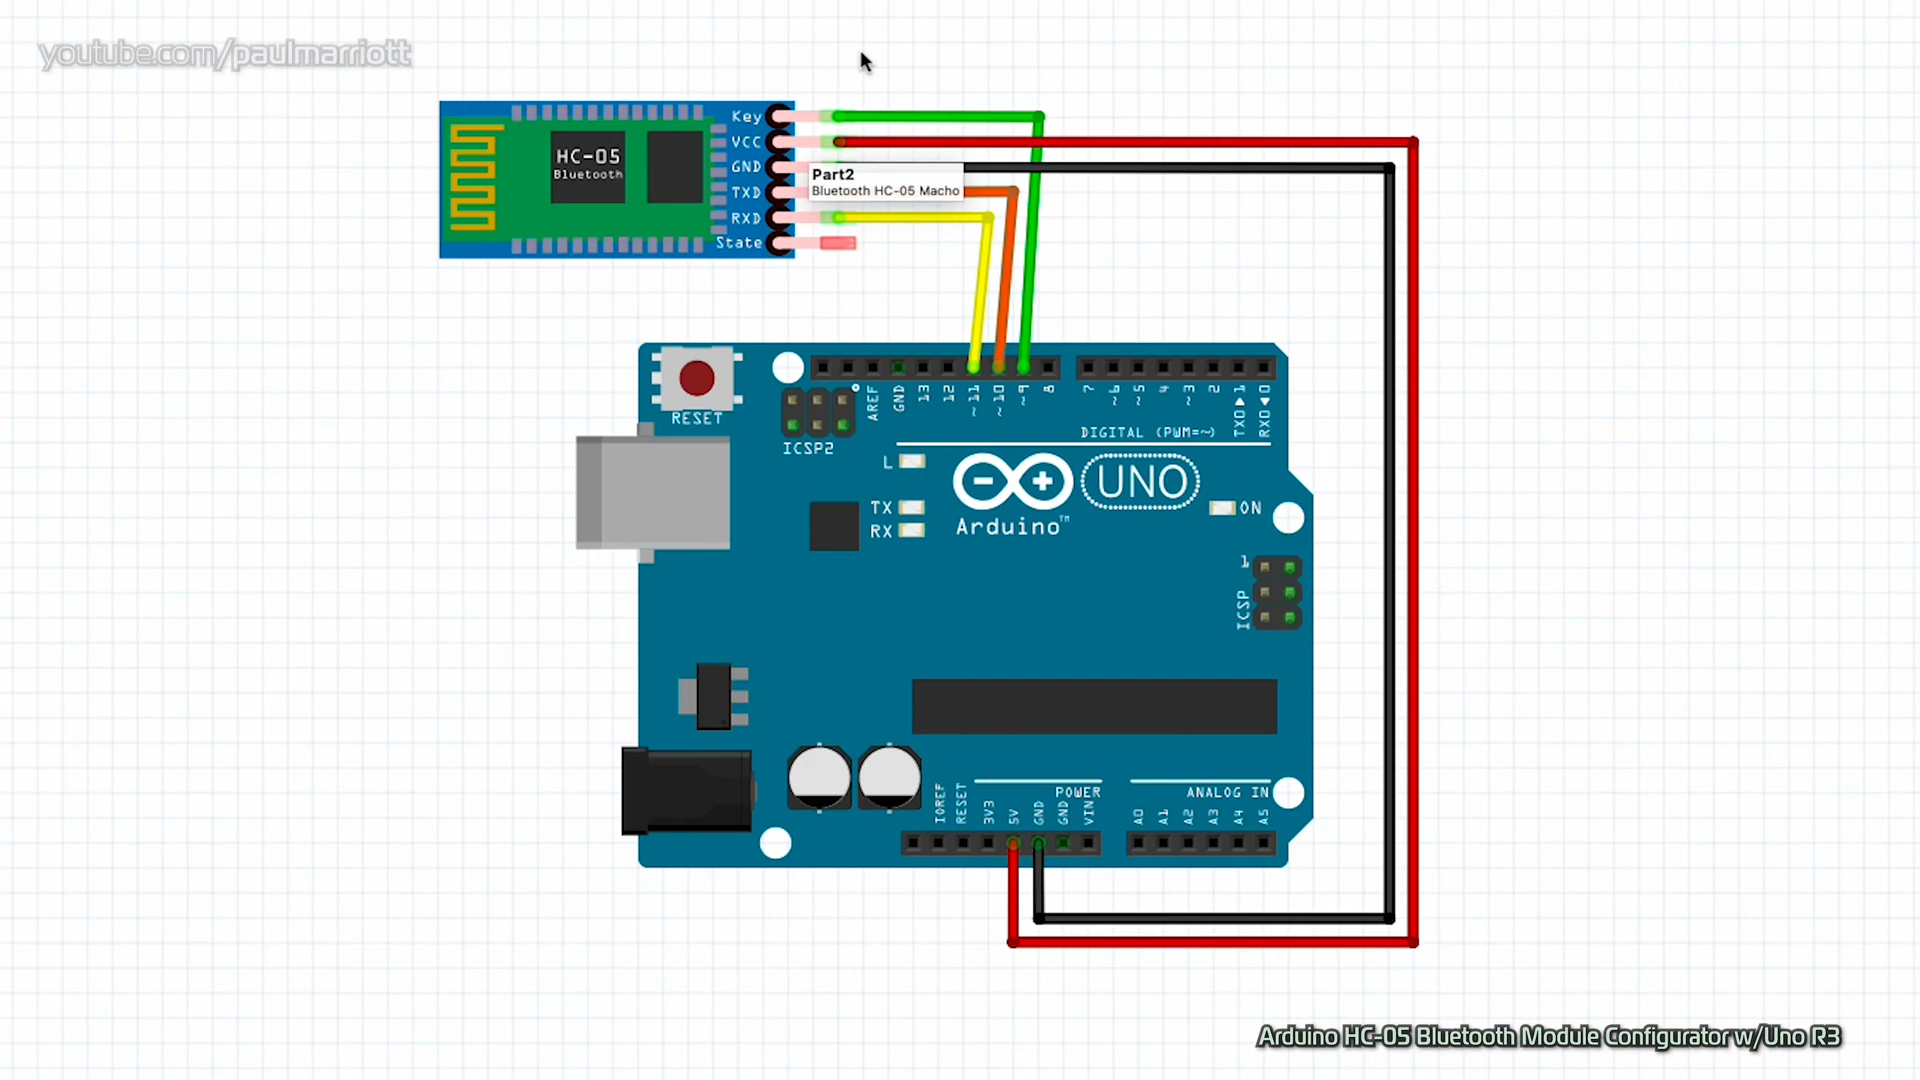 youtube.com/paulmarriott
Key
VCC
GND
TXD
RXD
State
HC-05
Bluetooth
Part2
Bluetooth HC-05 Macho
RESET
ICSP2
AREF
GND
13
12
~11
~10
~9
8
7
~6
~5
4
~3
2
TX0▶1
RX0◀0
DIGITAL (PWM=~)
L
TX
RX
UNO
Arduino™
ON
1
ICSP
IOREF
RESET
3V3
5V
GND
GND
VIN
POWER
ANALOG IN
A0
A1
A2
A3
A4
A5
Arduino HC-05 Bluetooth Module Configurator w/Uno R3